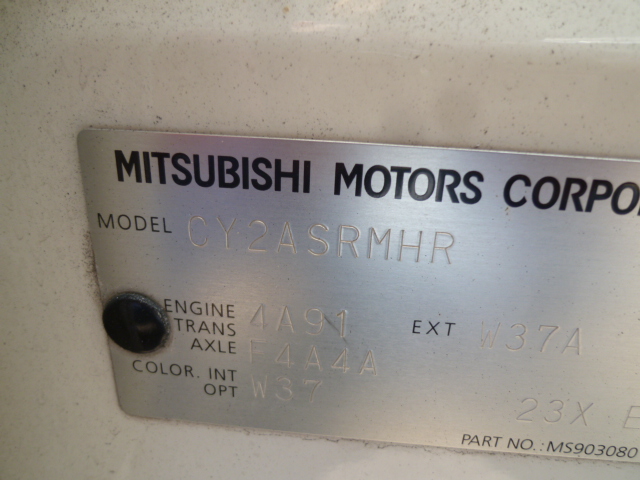 MITSUBISHI MOTORS CORPO
MODEL CY2ASRMHR
ENGINE 4A91 EXT W37A
TRANS
AXLE F4A4A
COLOR. INT W37
OPT
23X E
PART NO.: MS903080